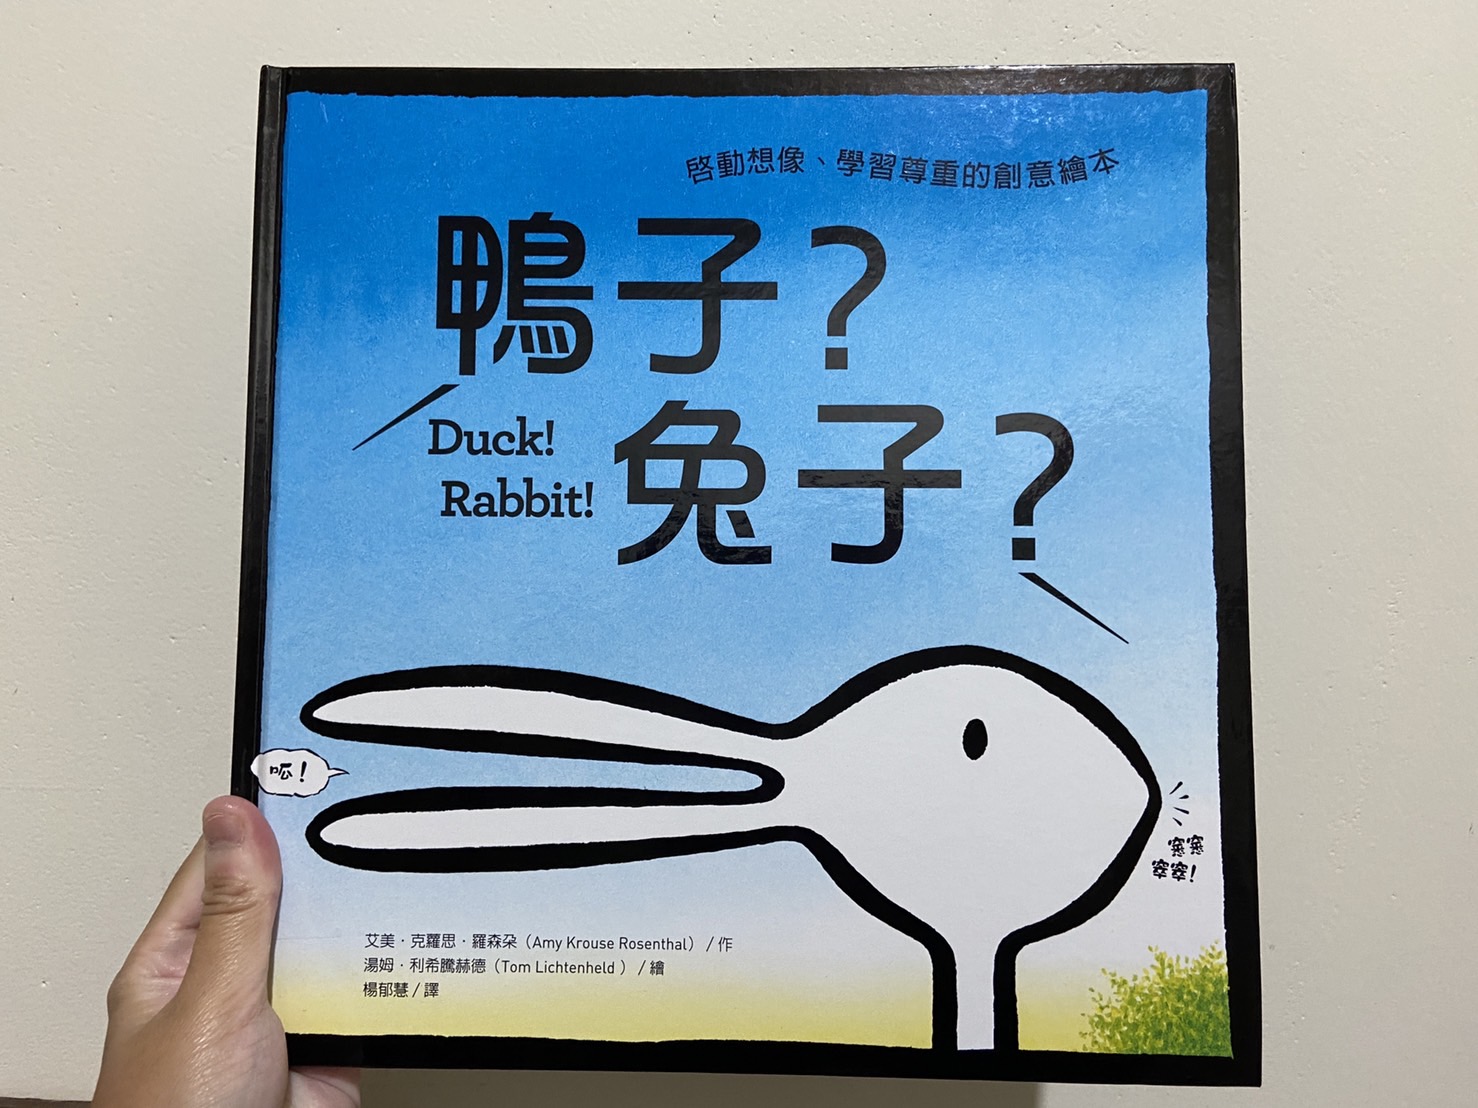 啓動想像、學習尊重的創意繪本
鴨子?
Duck!
Rabbit!
兔子?
呱!
窸窸
窣窣!
艾美・克蘿思・羅森朵（Amy Krouse Rosenthal）/作
湯姆・利希騰赫德（Tom Lichtenheld）/繪
楊郁慧/譯